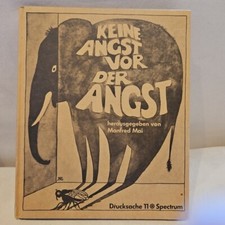 KEINE
ANGST
VOR
DER
ANGST
herausgegeben von
Manfred Mai
Drucksache 11 Spectrum